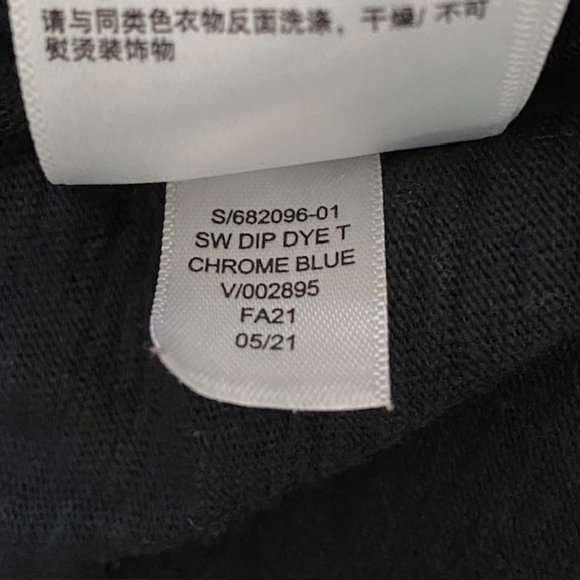 请与同类色衣物反面洗涤, 干燥/ 不可
熨烫装饰物
S/682096-01
SW DIP DYE T
CHROME BLUE
V/002895
FA21
05/21